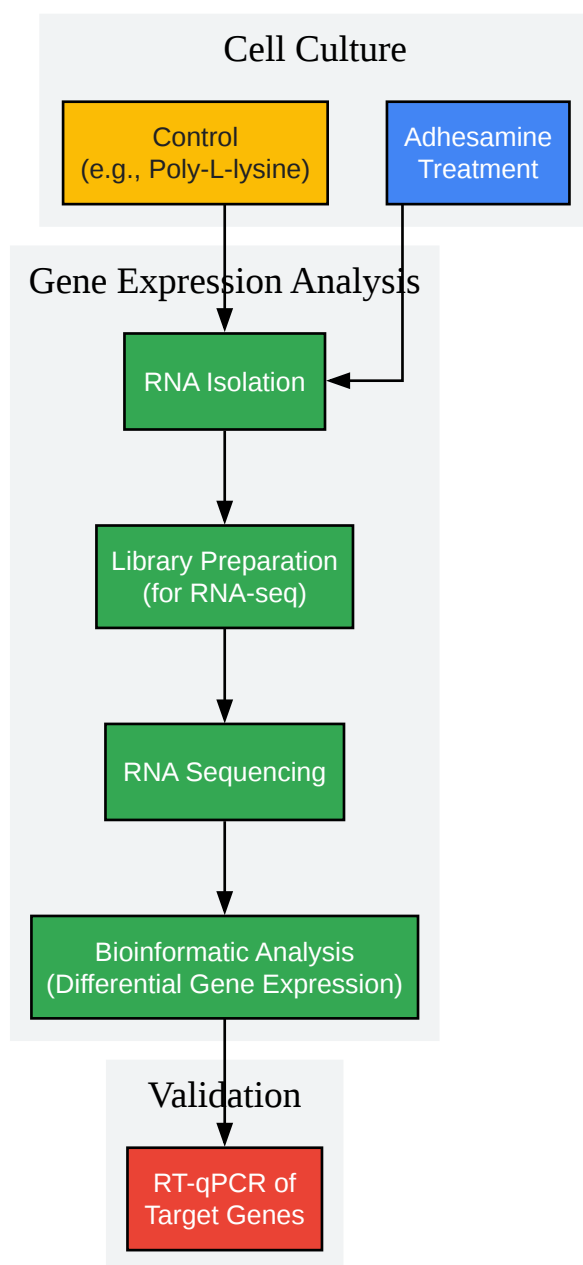 Cell Culture
Control
(e.g., Poly-L-lysine)
Adhesamine
Treatment
Gene Expression Analysis
RNA Isolation
Library Preparation
(for RNA-seq)
RNA Sequencing
Bioinformatic Analysis
(Differential Gene Expression)
Validation
RT-qPCR of
Target Genes